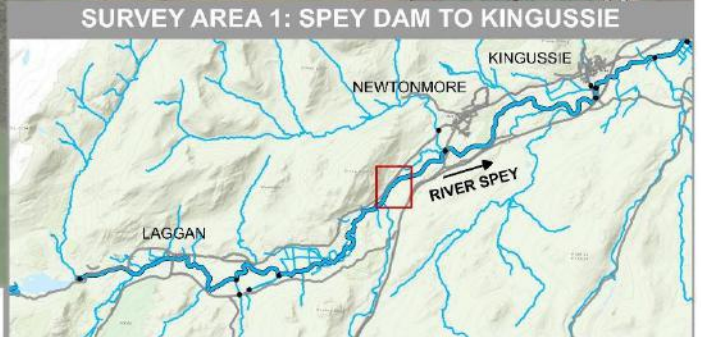 SURVEY AREA 1: SPEY DAM TO KINGUSSIE
KINGUSSIE
NEWTONMORE
RIVER SPEY
LAGGAN